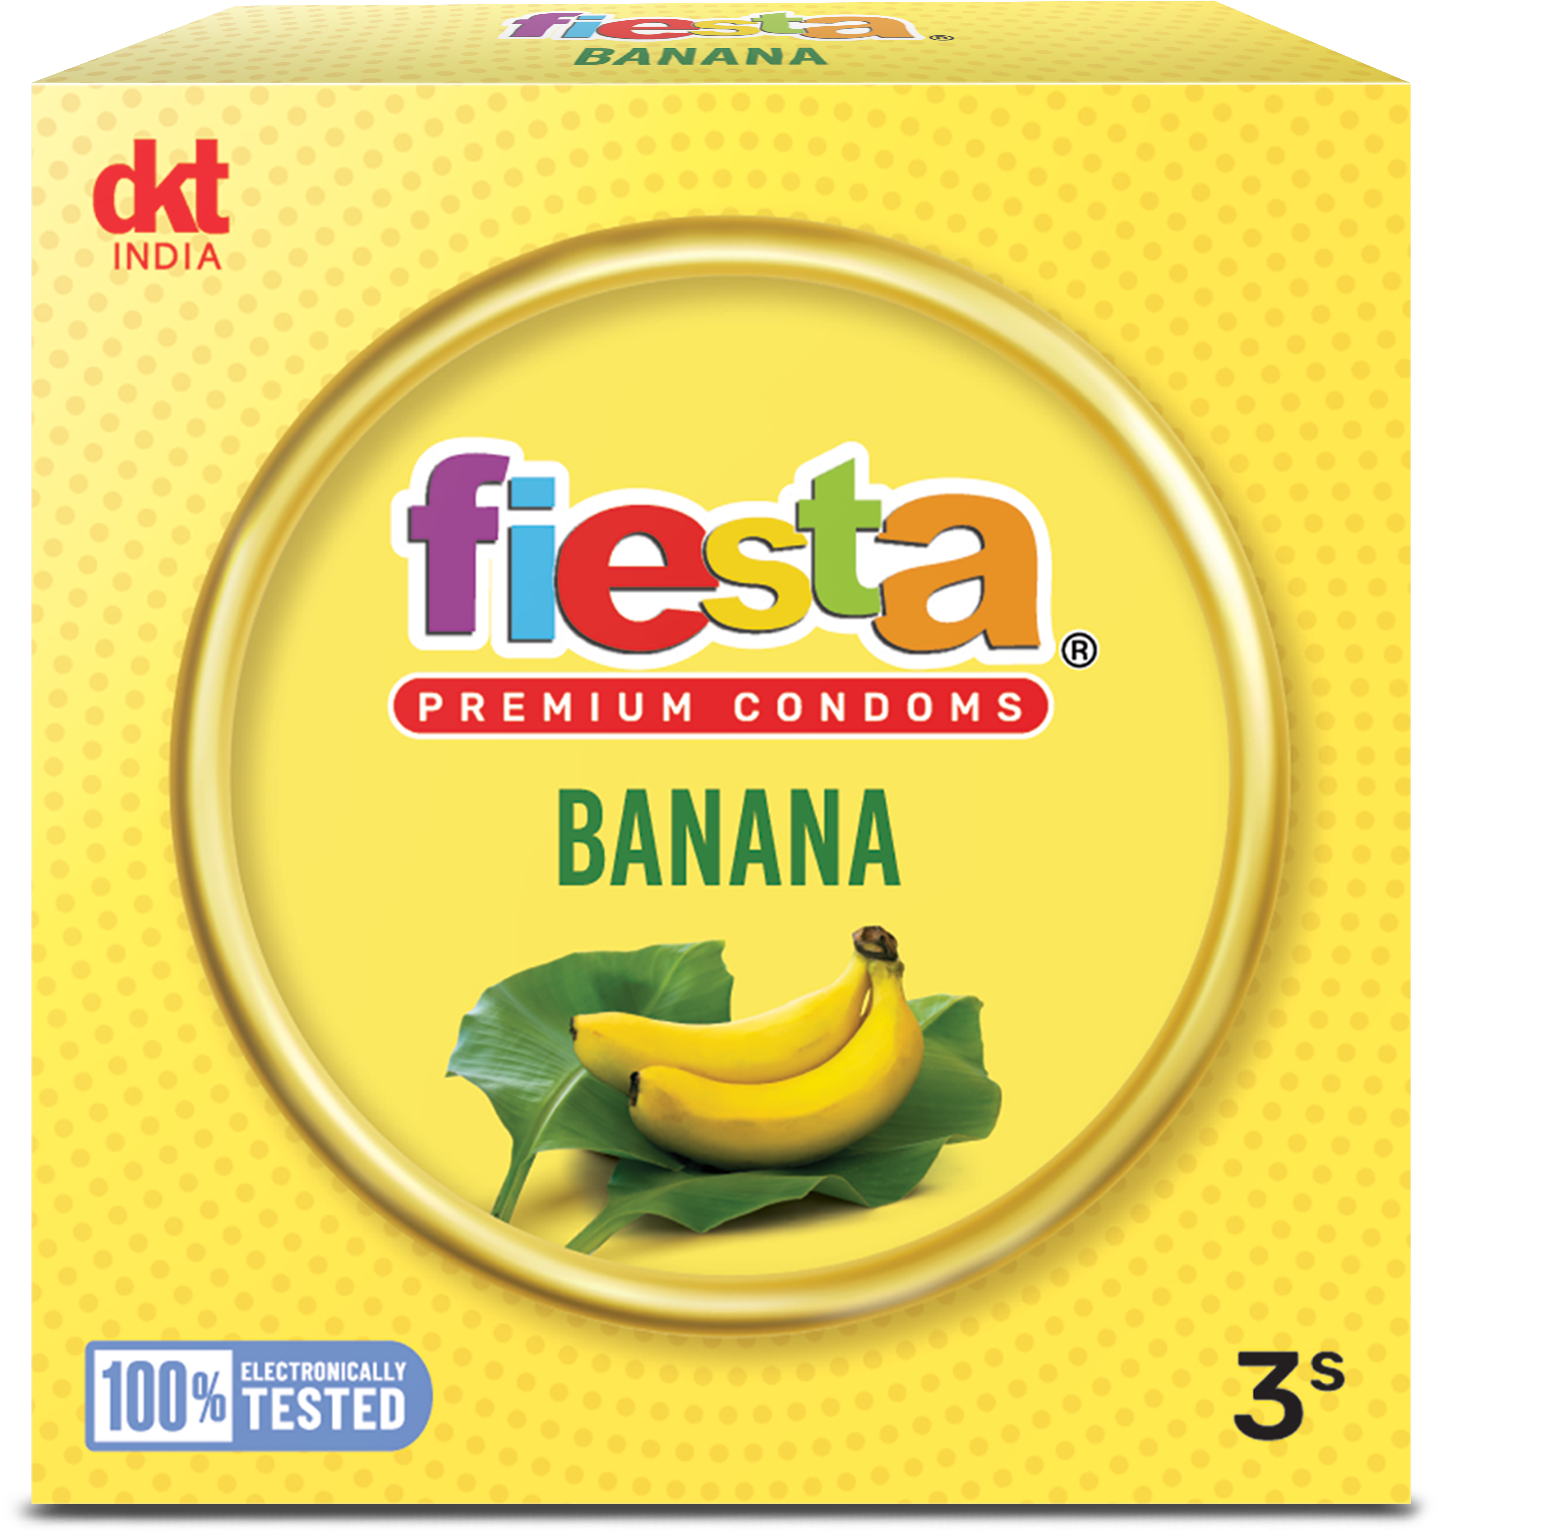 fiesta®
BANANA
dkt
INDIA
fiesta®
PREMIUM CONDOMS
BANANA
100% ELECTRONICALLY
TESTED
3s